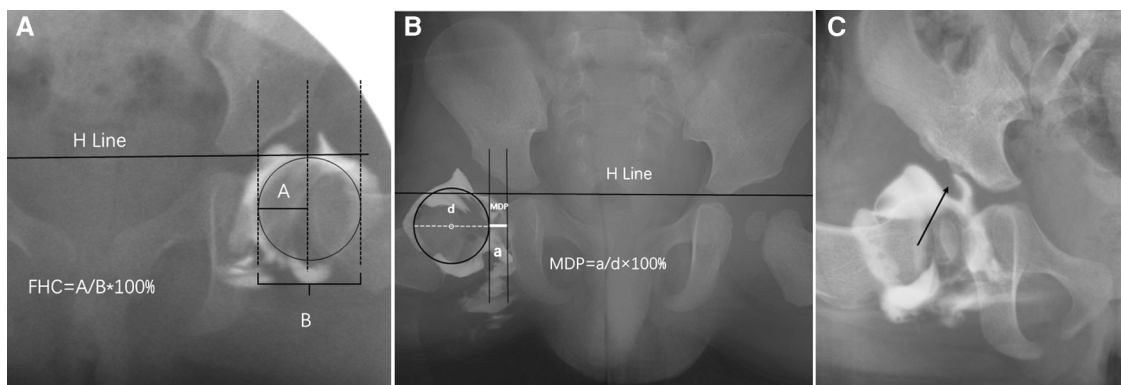 A
H Line
A
FHC=A/B*100%
B
B
H Line
d
MDP
a
MDP=a/d×100%
C